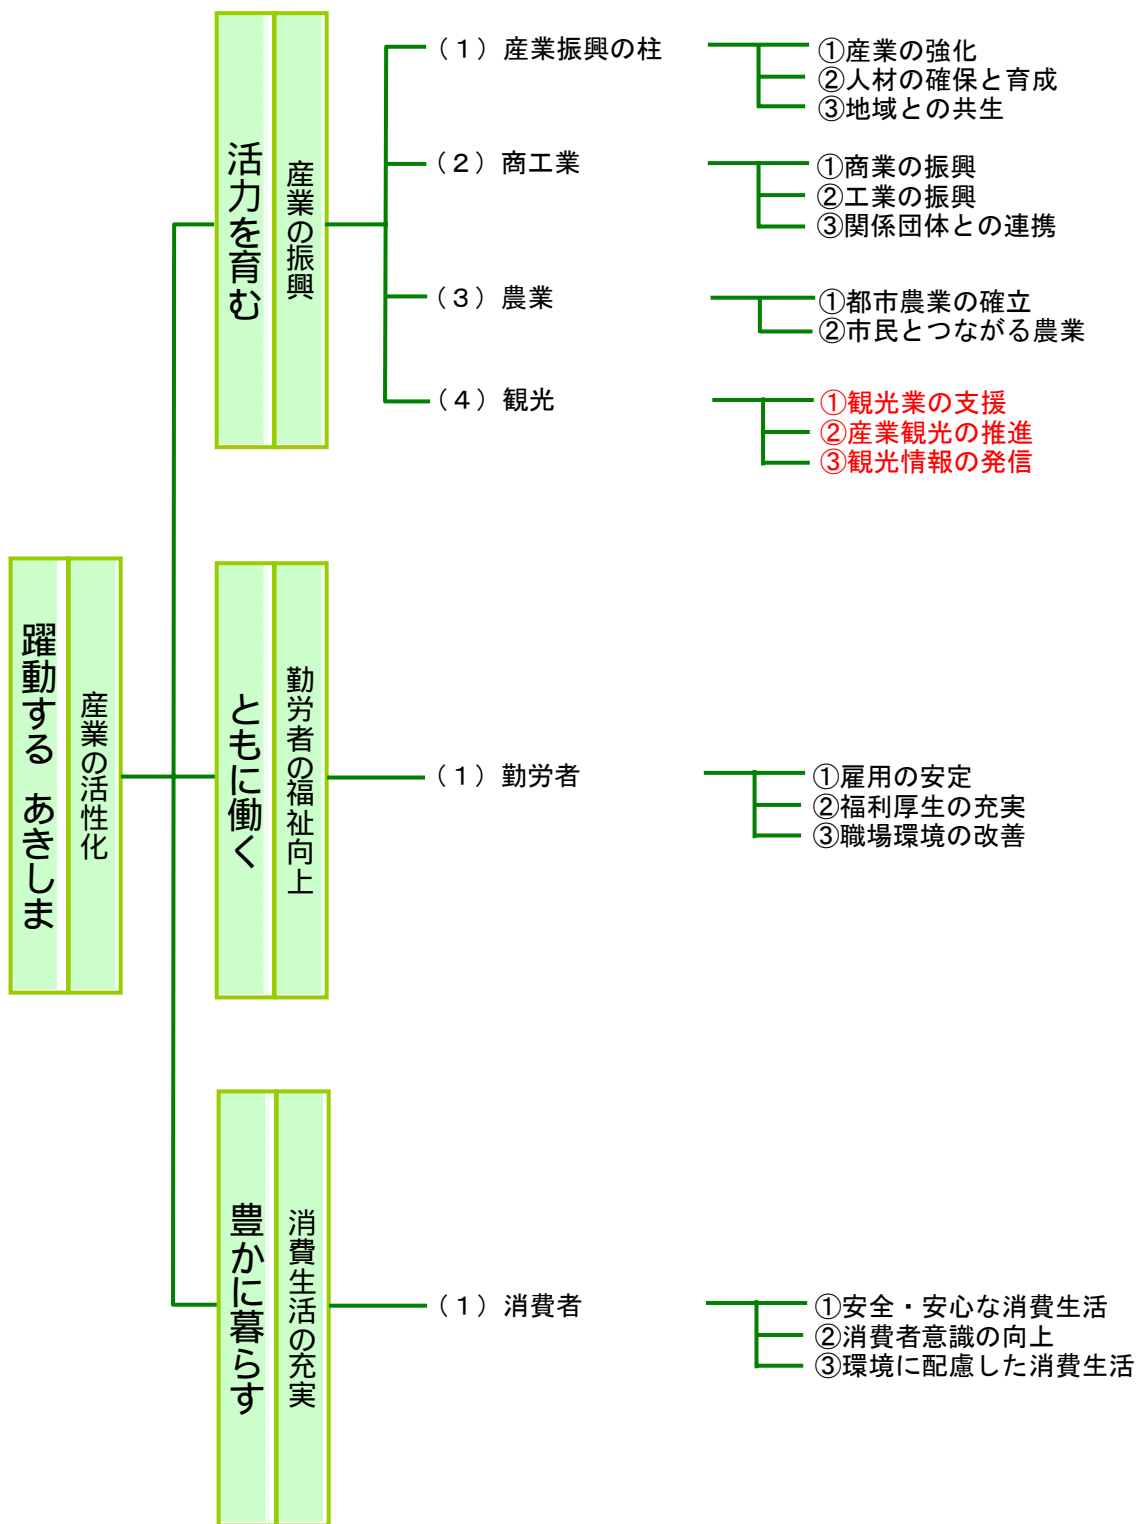 躍動する あきしま
産業の活性化
活力を育む
産業の振興
（１）産業振興の柱
①産業の強化
②人材の確保と育成
③地域との共生
（２）商工業
①商業の振興
②工業の振興
③関係団体との連携
（３）農業
①都市農業の確立
②市民とつながる農業
（４）観光
①観光業の支援
②産業観光の推進
③観光情報の発信
ともに働く
勤労者の福祉向上
（１）勤労者
①雇用の安定
②福利厚生の充実
③職場環境の改善
豊かに暮らす
消費生活の充実
（１）消費者
①安全・安心な消費生活
②消費者意識の向上
③環境に配慮した消費生活